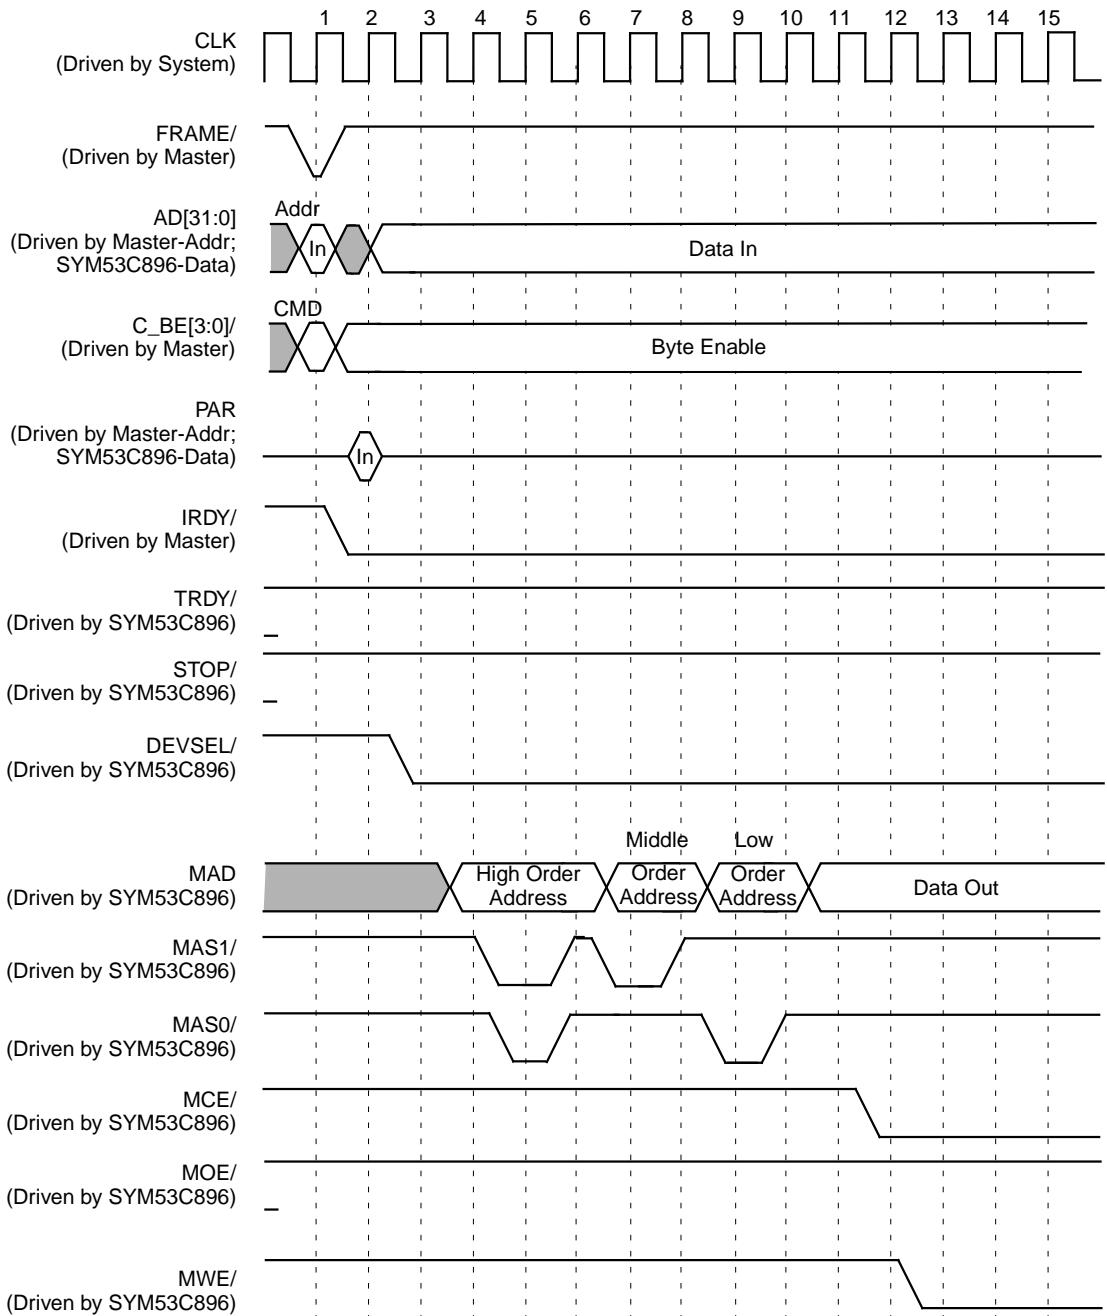 1 2 3 4 5 6 7 8 9 10 11 12 13 14 15
CLK
(Driven by System)
FRAME/
(Driven by Master)
Addr
AD[31:0]
(Driven by Master-Addr;
SYM53C896-Data)
In
Data In
CMD
C_BE[3:0]/
(Driven by Master)
Byte Enable
PAR
(Driven by Master-Addr;
SYM53C896-Data)
In
IRDY/
(Driven by Master)
TRDY/
(Driven by SYM53C896)
STOP/
(Driven by SYM53C896)
DEVSEL/
(Driven by SYM53C896)
MAD
(Driven by SYM53C896)
High Order
Address
Middle
Order
Address
Low
Order
Address
Data Out
MAS1/
(Driven by SYM53C896)
MAS0/
(Driven by SYM53C896)
MCE/
(Driven by SYM53C896)
MOE/
(Driven by SYM53C896)
MWE/
(Driven by SYM53C896)